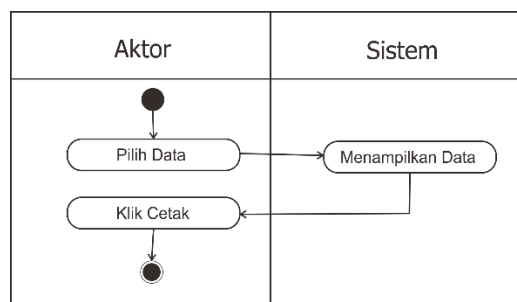 Aktor
Sistem
Pilih Data
Menampilkan Data
Klik Cetak